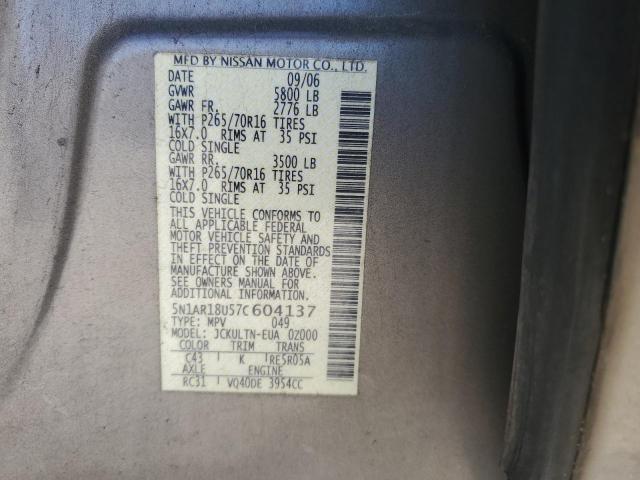 MFD BY NISSAN MOTOR CO., LTD.
DATE 09/06
GVWR 5800 LB
GAWR FR. 2776 LB
WITH P265/70R16 TIRES
16X7.0 RIMS AT 35 PSI
COLD SINGLE
GAWR RR. 3500 LB
WITH P265/70R16 TIRES
16X7.0 RIMS AT 35 PSI
COLD SINGLE
THIS VEHICLE CONFORMS TO
ALL APPLICABLE FEDERAL
MOTOR VEHICLE SAFETY AND
THEFT PREVENTION STANDARDS
IN EFFECT ON THE DATE OF
MANUFACTURE SHOWN ABOVE.
SEE OWNERS MANUAL FOR
ADDITIONAL INFORMATION.
5N1AR18U57C604137
TYPE: MPV 049
MODEL: JCKULTN-EUA 0Z000
COLOR TRIM TRANS
C43 K RE5R05A
AXLE ENGINE
RC31 VQ40DE 3954CC